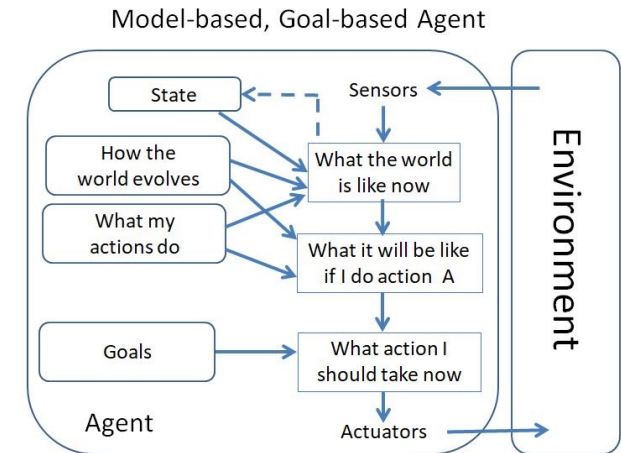 Model-based, Goal-based Agent
State
Sensors
How the
world evolves
What the world
is like now
What my
actions do
What it will be like
if I do action A
Goals
What action I
should take now
Agent
Actuators
Environment